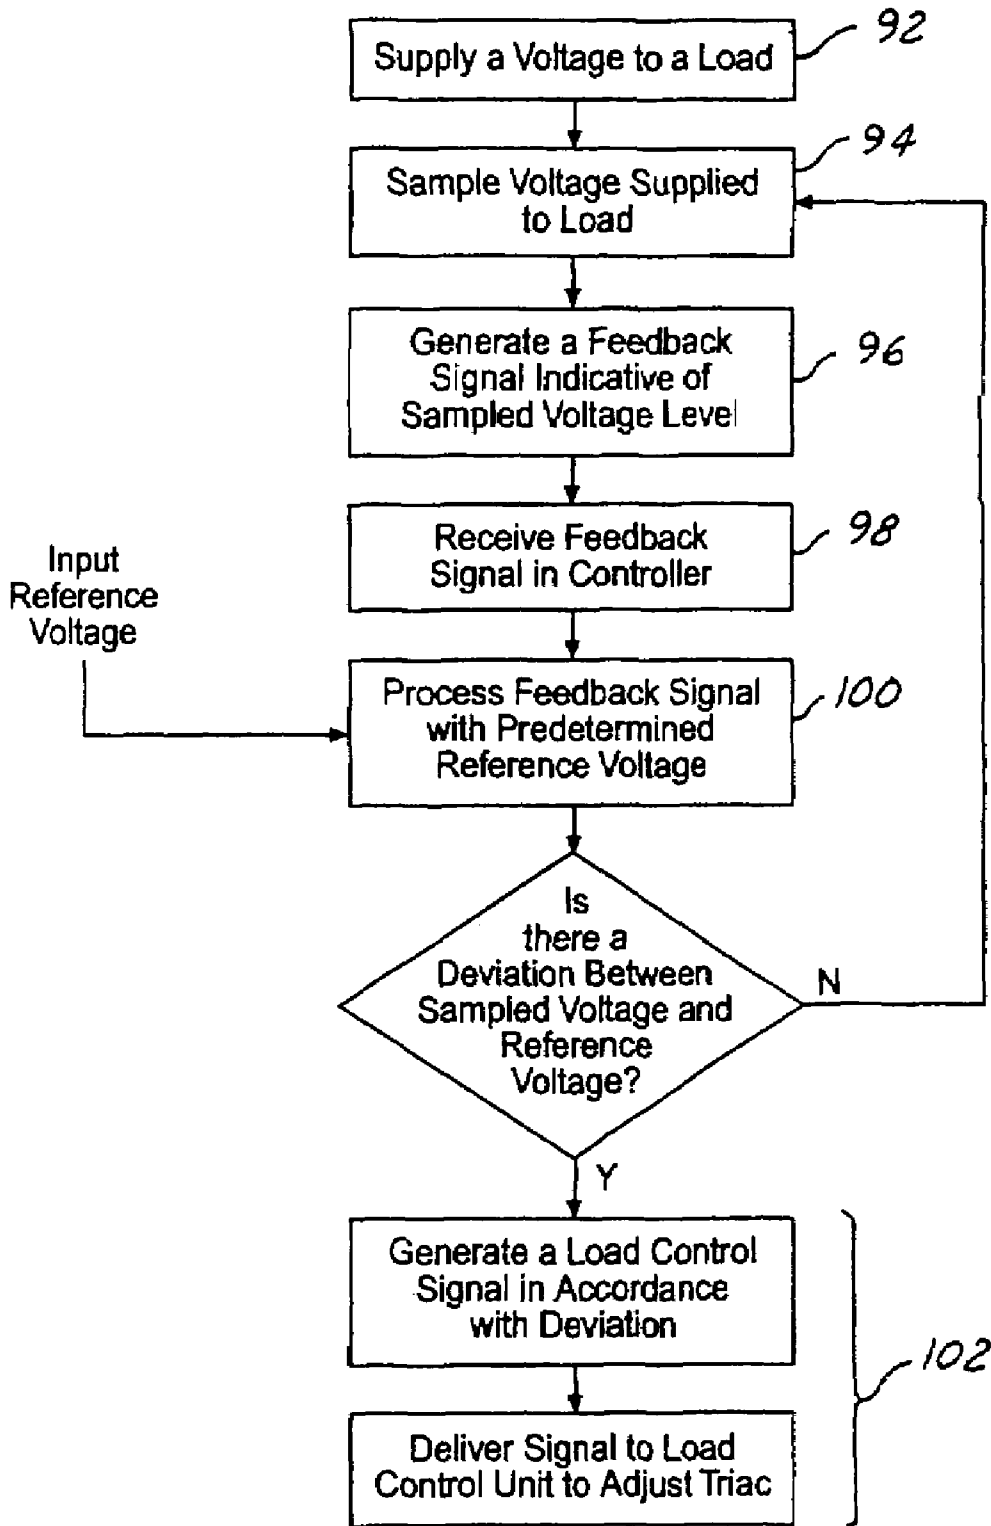 92
Supply a Voltage to a Load
94
Sample Voltage Supplied
to Load
96
Generate a Feedback
Signal Indicative of
Sampled Voltage Level
98
Receive Feedback
Signal in Controller
Input
Reference
Voltage
100
Process Feedback Signal
with Predetermined
Reference Voltage
Is
there a
Deviation Between
Sampled Voltage and
Reference
Voltage?
N
Y
Generate a Load Control
Signal in Accordance
with Deviation
102
Deliver Signal to Load
Control Unit to Adjust Triac